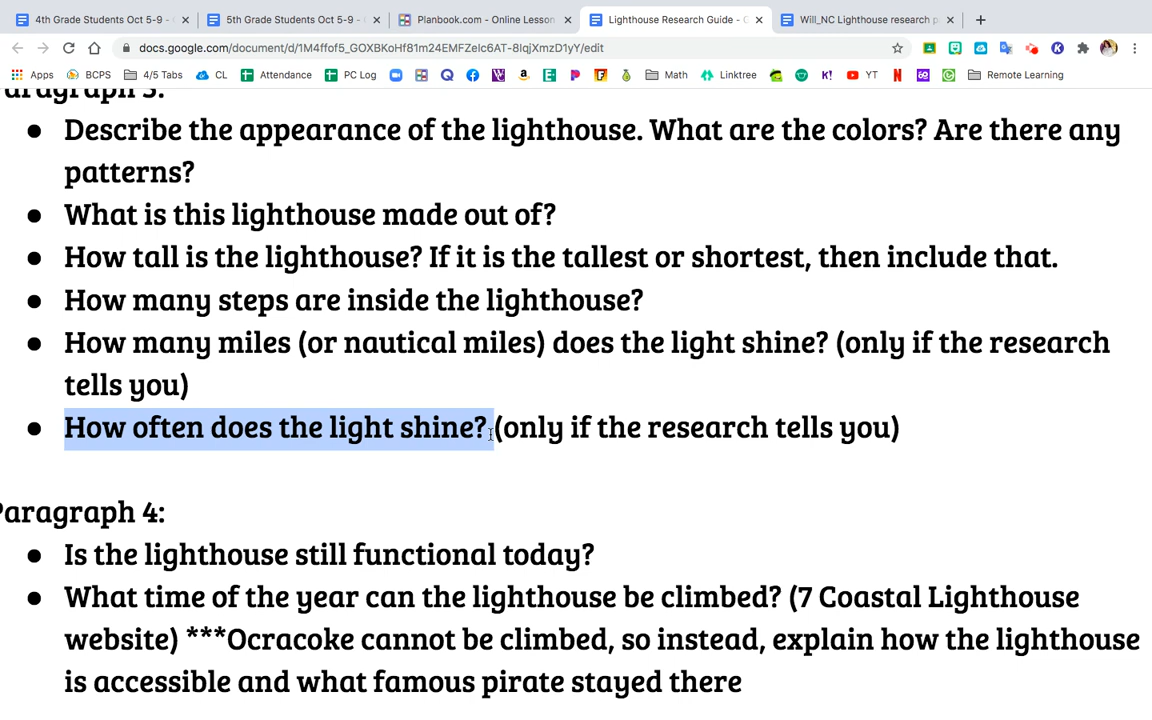 4th Grade Students Oct 5-9 -
5th Grade Students Oct 5-9 -
Planbook.com - Online Lesson
Lighthouse Research Guide - G
Will_NC Lighthouse research p
docs.google.com/document/d/1M4ffof5_GOXBKoHf81m24EMFZelc6AT-8lqjXmzD1yY/edit
Apps BCPS 4/5 Tabs CL Attendance PC Log Math Linktree K! YT Remote Learning
aragraph 3:
● Describe the appearance of the lighthouse. What are the colors? Are there any
patterns?
● What is this lighthouse made out of?
● How tall is the lighthouse? If it is the tallest or shortest, then include that.
● How many steps are inside the lighthouse?
● How many miles (or nautical miles) does the light shine? (only if the research
tells you)
● How often does the light shine? (only if the research tells you)
Paragraph 4:
● Is the lighthouse still functional today?
● What time of the year can the lighthouse be climbed? (7 Coastal Lighthouse
website) ***Ocracoke cannot be climbed, so instead, explain how the lighthouse
is accessible and what famous pirate stayed there